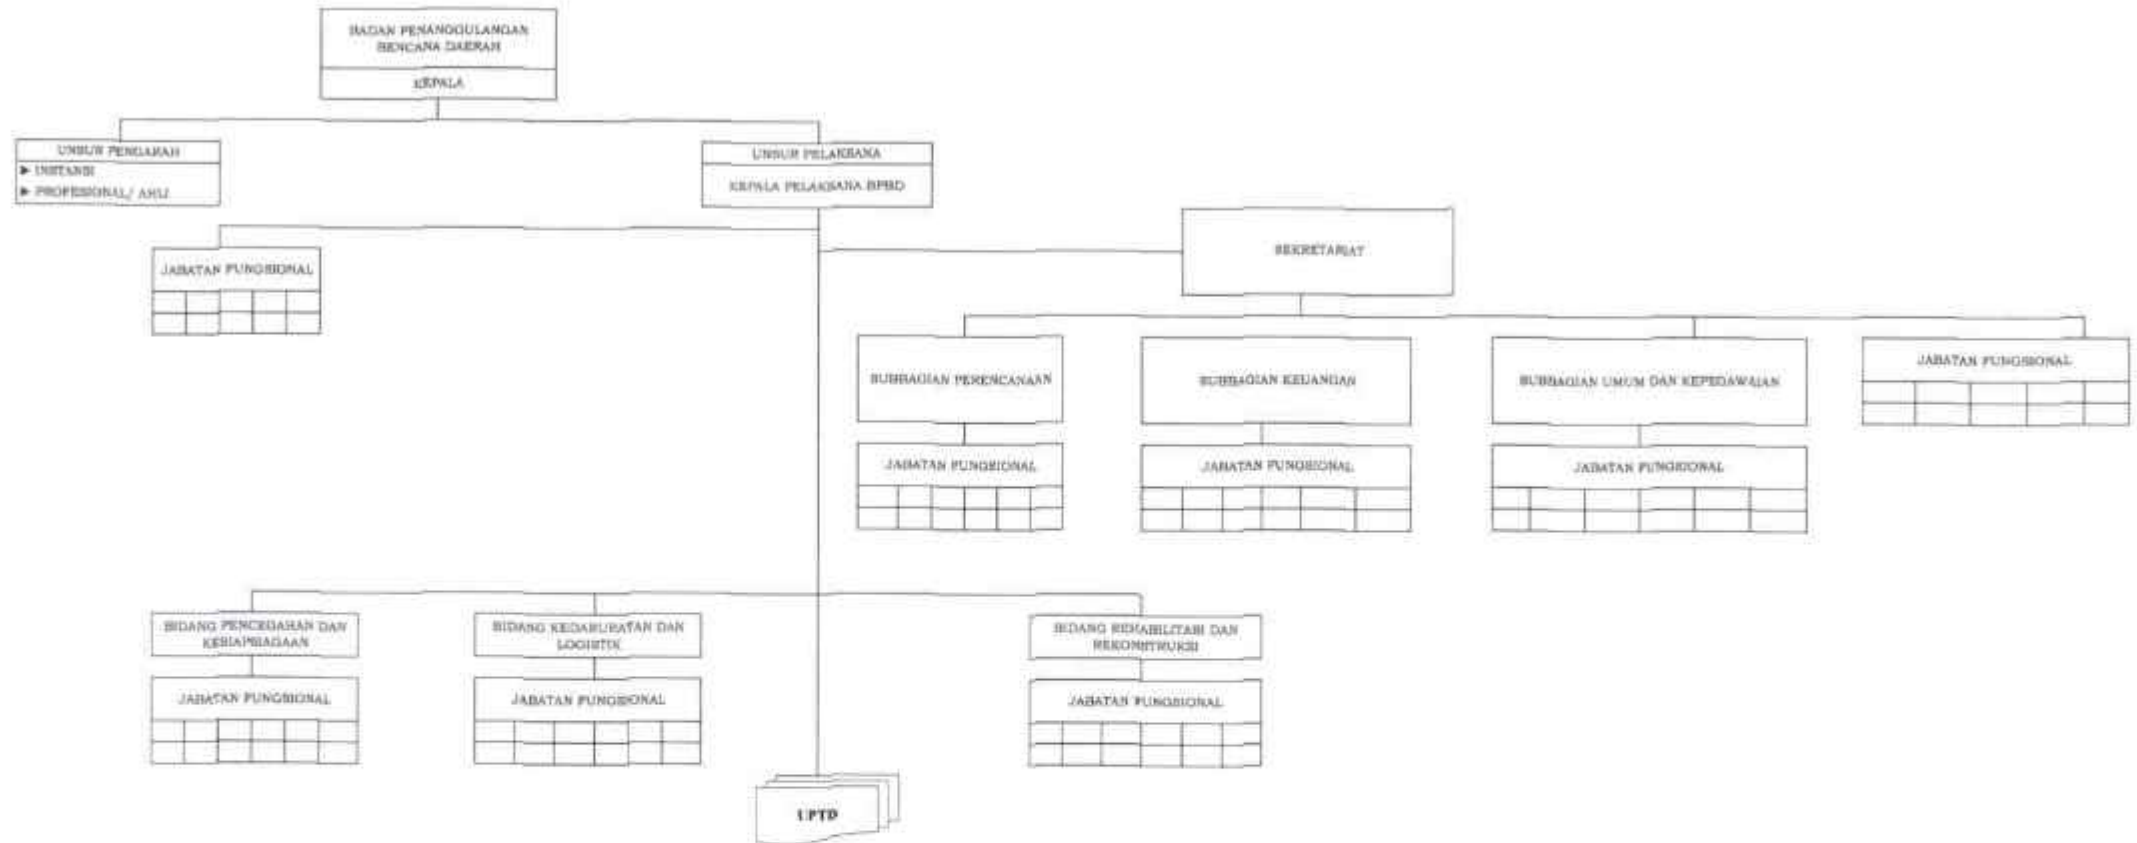 BADAN PENANGGULANGAN
BENCANA DAERAH
KEPALA
UNSUR PENGARAH
► INSTANSI
► PROFESIONAL/ AHLI
UNSUR PELAKSANA
KEPALA PELAKSANA BPBD
JABATAN FUNGSIONAL
SEKRETARIAT
SUBBAGIAN PERENCANAAN
SUBBAGIAN KEUANGAN
SUBBAGIAN UMUM DAN KEPEGAWAIAN
JABATAN FUNGSIONAL
JABATAN FUNGSIONAL
JABATAN FUNGSIONAL
JABATAN FUNGSIONAL
BIDANG PENCEGAHAN DAN
KESIAPSIAGAAN
BIDANG KEDARURATAN DAN
LOGISTIK
BIDANG REHABILITASI DAN
REKONSTRUKSI
JABATAN FUNGSIONAL
JABATAN FUNGSIONAL
JABATAN FUNGSIONAL
UPTD